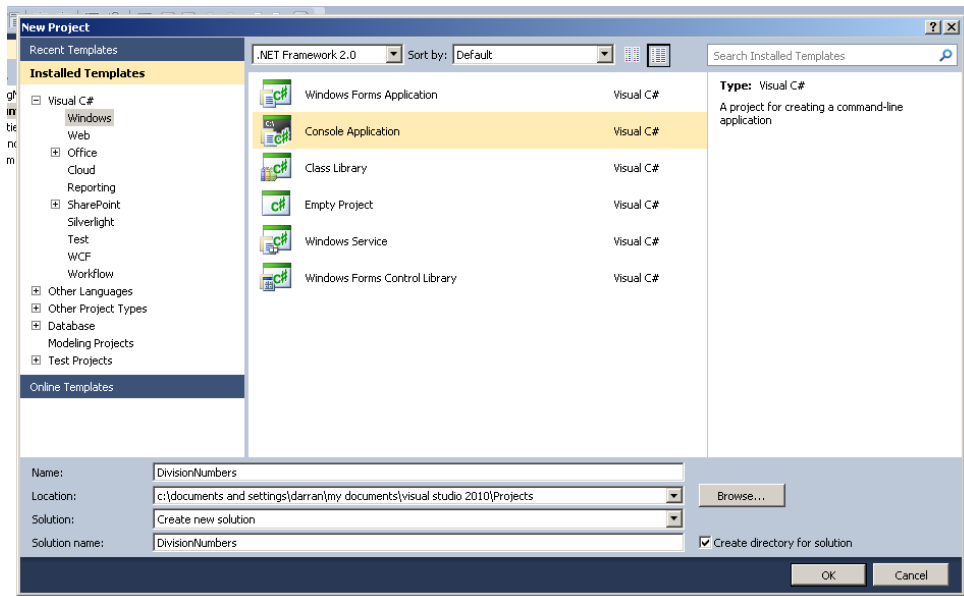 New Project
Recent Templates
Installed Templates
Visual C#
Windows
Web
Office
Cloud
Reporting
SharePoint
Silverlight
Test
WCF
Workflow
Other Languages
Other Project Types
Database
Modeling Projects
Test Projects
Online Templates
.NET Framework 2.0 Sort by: Default
Windows Forms Application Visual C#
Console Application Visual C#
Class Library Visual C#
Empty Project Visual C#
Windows Service Visual C#
Windows Forms Control Library Visual C#
Search Installed Templates
Type: Visual C#
A project for creating a command-line
application
Name: DivisionNumbers
Location: c:\documents and settings\darran\my documents\visual studio 2010\Projects Browse...
Solution: Create new solution
Solution name: DivisionNumbers Create directory for solution
OK Cancel